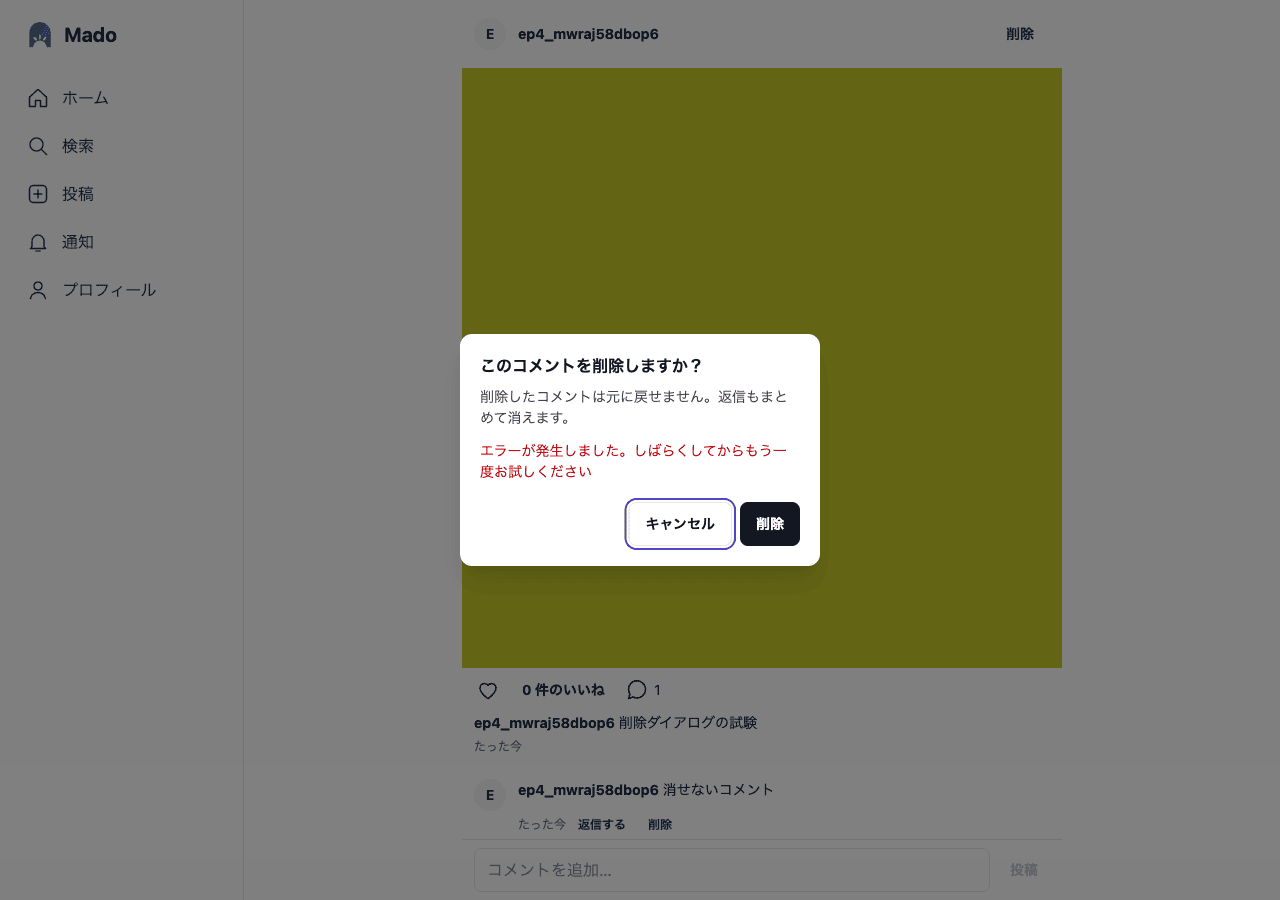 Mado
ホーム
検索
投稿
通知
プロフィール
E ep4_mwraj58dbop6 削除
このコメントを削除しますか？
削除したコメントは元に戻せません。返信もまと
めて消えます。
エラーが発生しました。しばらくしてからもう一
度お試しください
キャンセル 削除
0 件のいいね 1
ep4_mwraj58dbop6 削除ダイアログの試験
たった今
E ep4_mwraj58dbop6 消せないコメント
たった今 返信する 削除
コメントを追加... 投稿